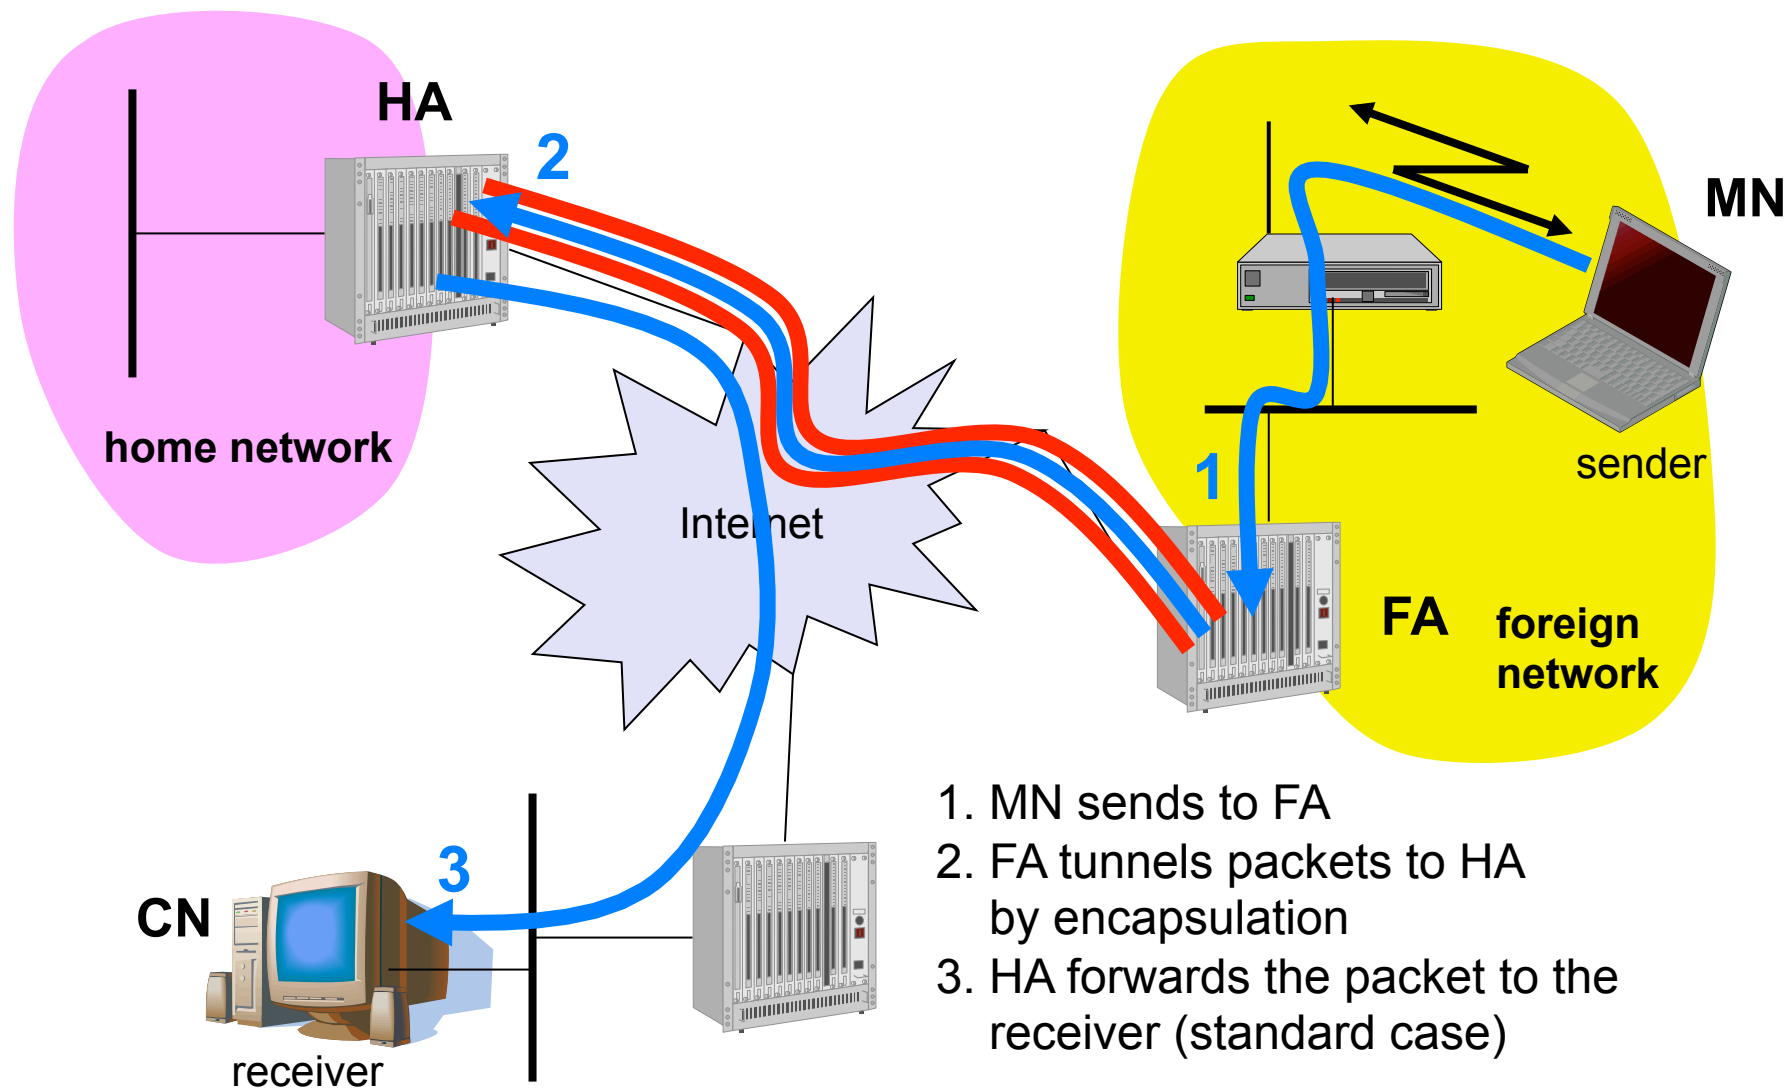 HA
2
MN
home network
sender
1
Internet
FA
foreign
network
3
CN
receiver
1. MN sends to FA
2. FA tunnels packets to HA
by encapsulation
3. HA forwards the packet to the
receiver (standard case)